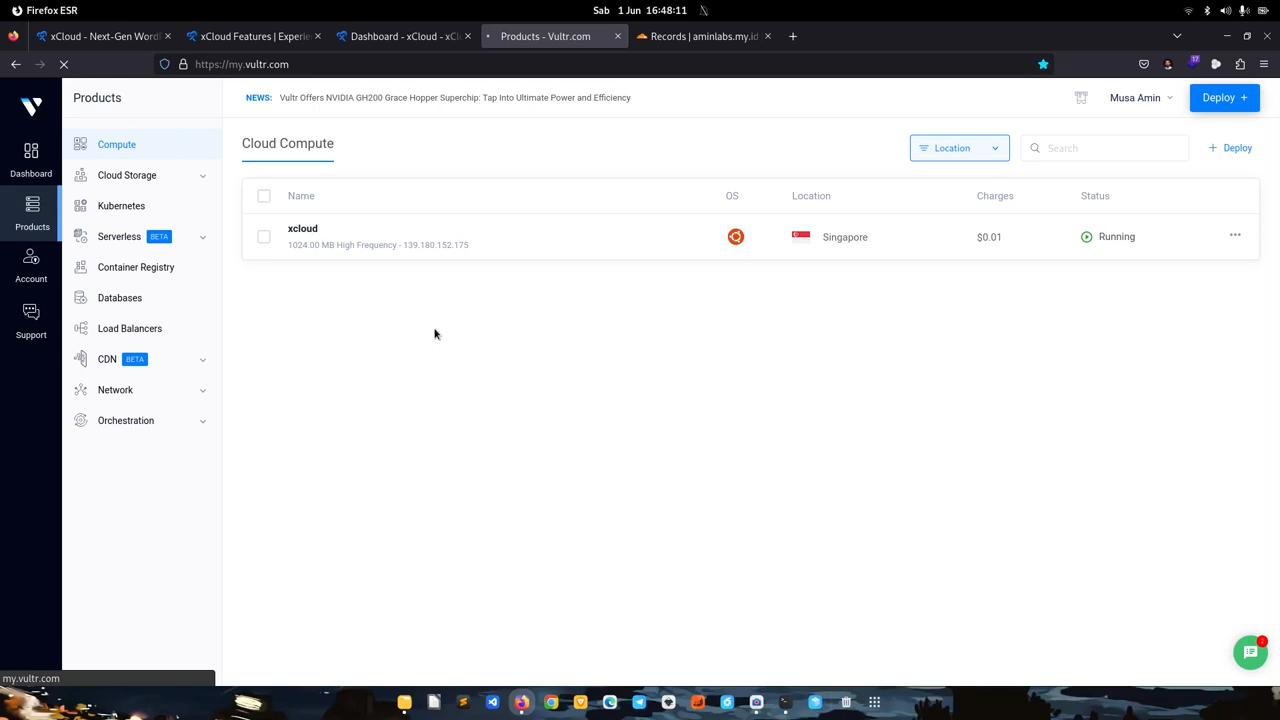 Firefox ESR
Sab 1 Jun 16:48:11
xCloud - Next-Gen Word
xCloud Features | Experie
Dashboard - xCloud - xCl
Products - Vultr.com
Records | aminlabs.my.id
https://my.vultr.com
17
Products
NEWS: Vultr Offers NVIDIA GH200 Grace Hopper Superchip: Tap Into Ultimate Power and Efficiency
Musa Amin
Deploy +
Dashboard
Products
Account
Support
Compute
Cloud Storage
Kubernetes
Serverless BETA
Container Registry
Databases
Load Balancers
CDN BETA
Network
Orchestration
Cloud Compute
Location
Search
+ Deploy
Name OS Location Charges Status
xcloud
1024.00 MB High Frequency - 139.180.152.175
Singapore $0.01 Running
my.vultr.com